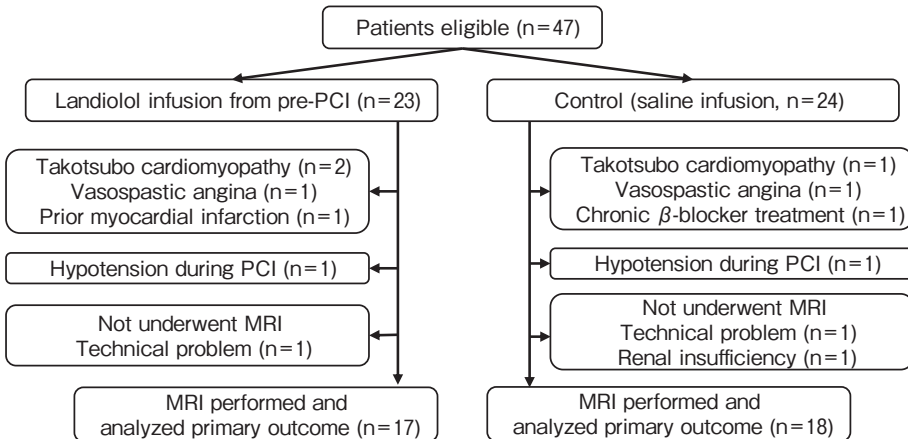 Patients eligible (n=47)
Landiolol infusion from pre-PCI (n=23)
Control (saline infusion, n=24)
Takotsubo cardiomyopathy (n=2)
Vasospastic angina (n=1)
Prior myocardial infarction (n=1)
Takotsubo cardiomyopathy (n=1)
Vasospastic angina (n=1)
Chronic β-blocker treatment (n=1)
Hypotension during PCI (n=1)
Hypotension during PCI (n=1)
Not underwent MRI
Technical problem (n=1)
Not underwent MRI
Technical problem (n=1)
Renal insufficiency (n=1)
MRI performed and
analyzed primary outcome (n=17)
MRI performed and
analyzed primary outcome (n=18)